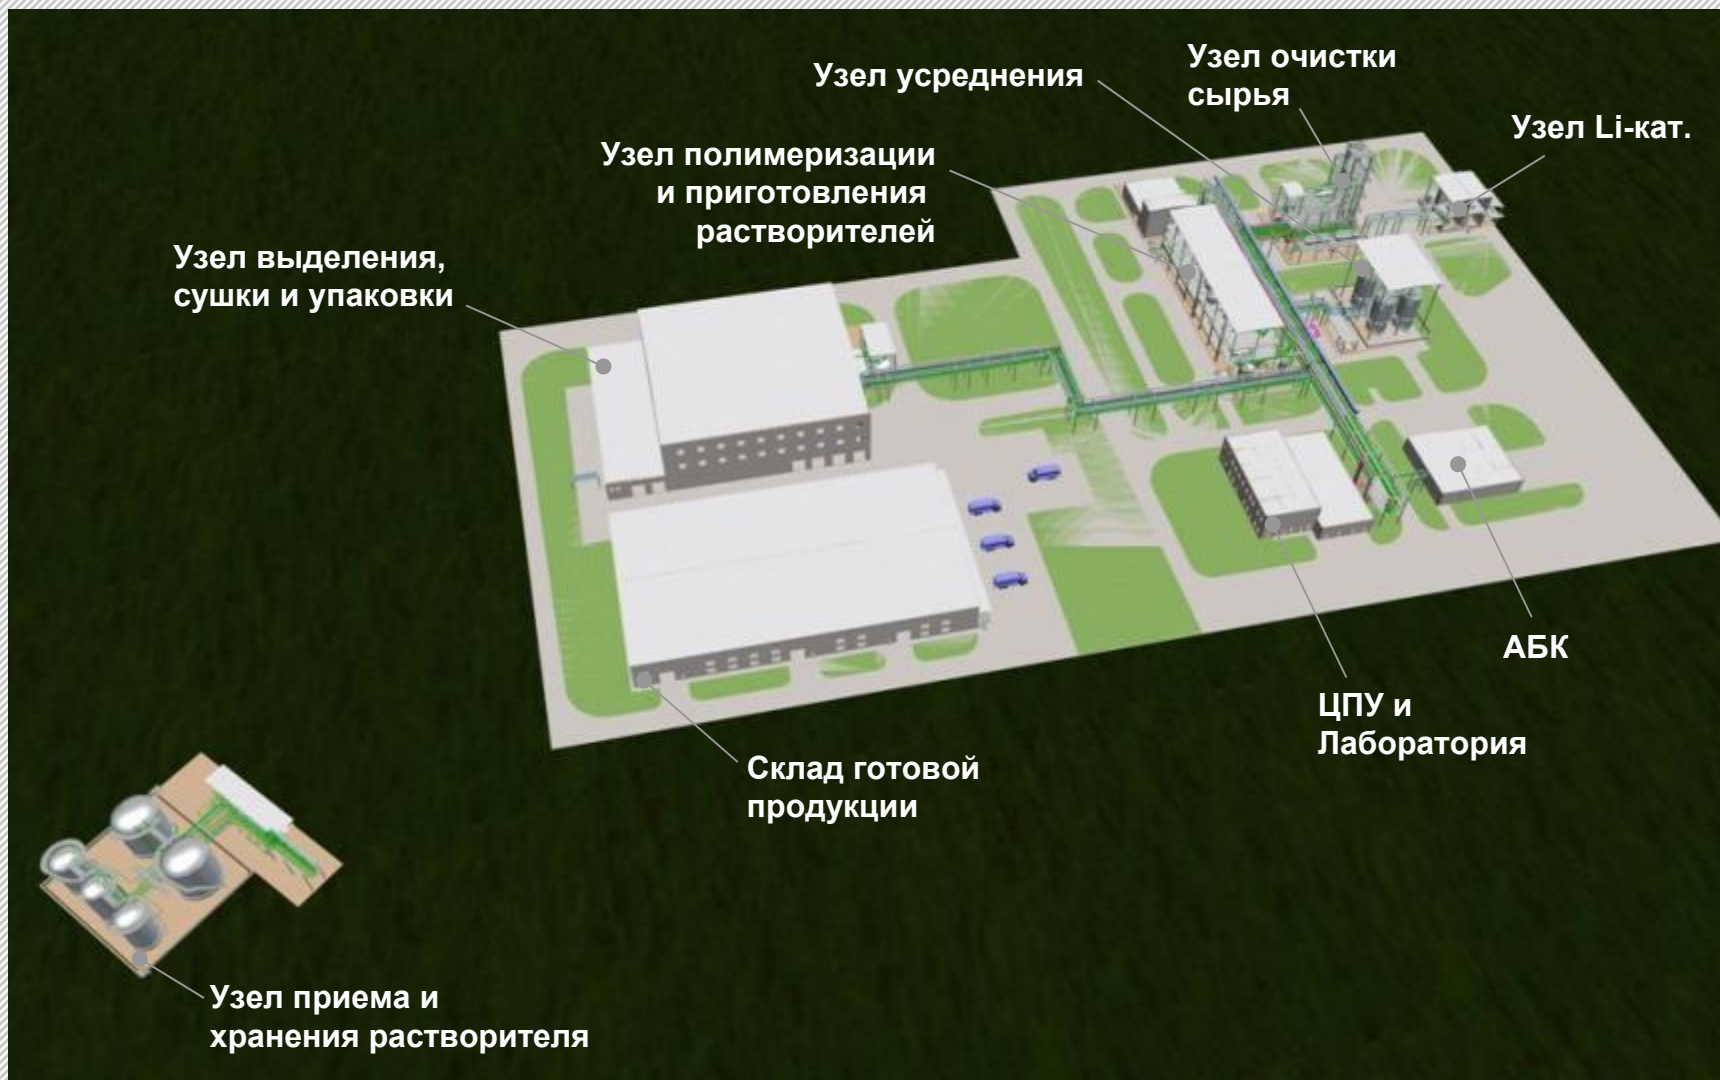 Узел очистки
сырья
Узел усреднения
Узел Li-кат.
Узел полимеризации
и приготовления
растворителей
Узел выделения,
сушки и упаковки
АБК
ЦПУ и
Лаборатория
Склад готовой
продукции
Узел приема и
хранения растворителя